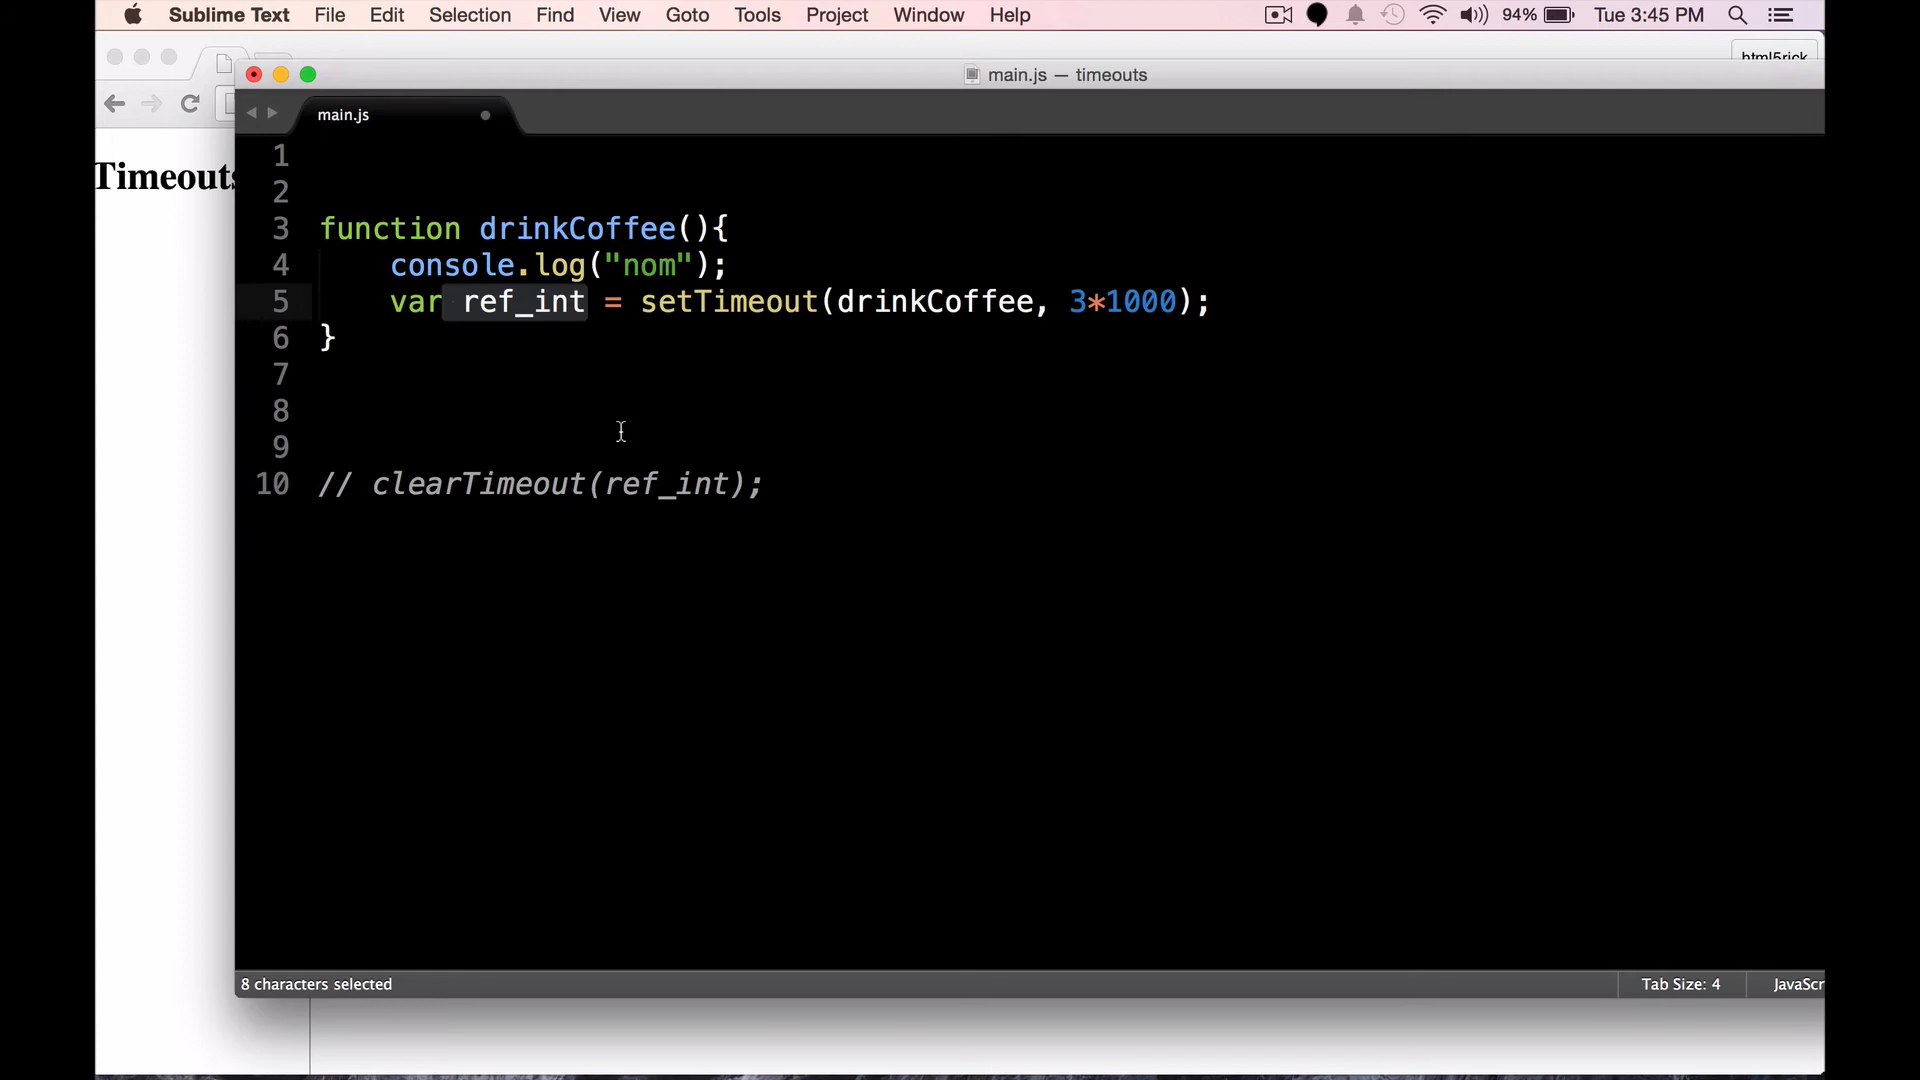 Sublime Text File Edit Selection Find View Goto Tools Project Window Help 94% Tue 3:45 PM
html5rick
main.js — timeouts
main.js
Timeouts
1
2
3 function drinkCoffee(){
4 console.log("nom");
5 var ref_int = setTimeout(drinkCoffee, 3*1000);
6 }
7
8
9
10 // clearTimeout(ref_int);
8 characters selected Tab Size: 4 JavaScr